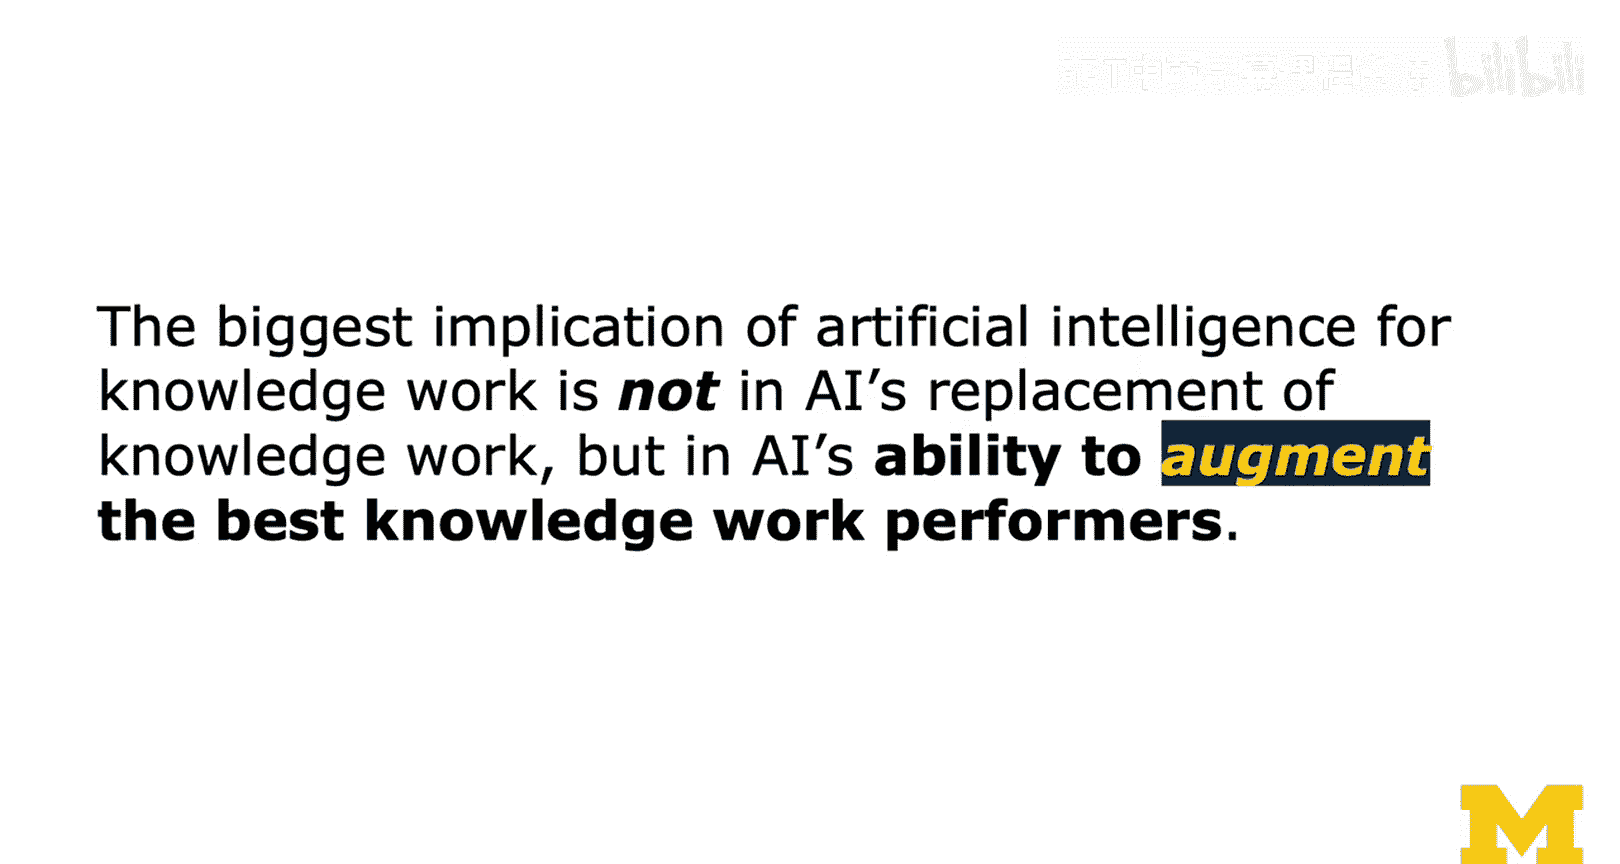 bilibili
The biggest implication of artificial intelligence for
knowledge work is not in AI’s replacement of
knowledge work, but in AI’s ability to augment
the best knowledge work performers.
M